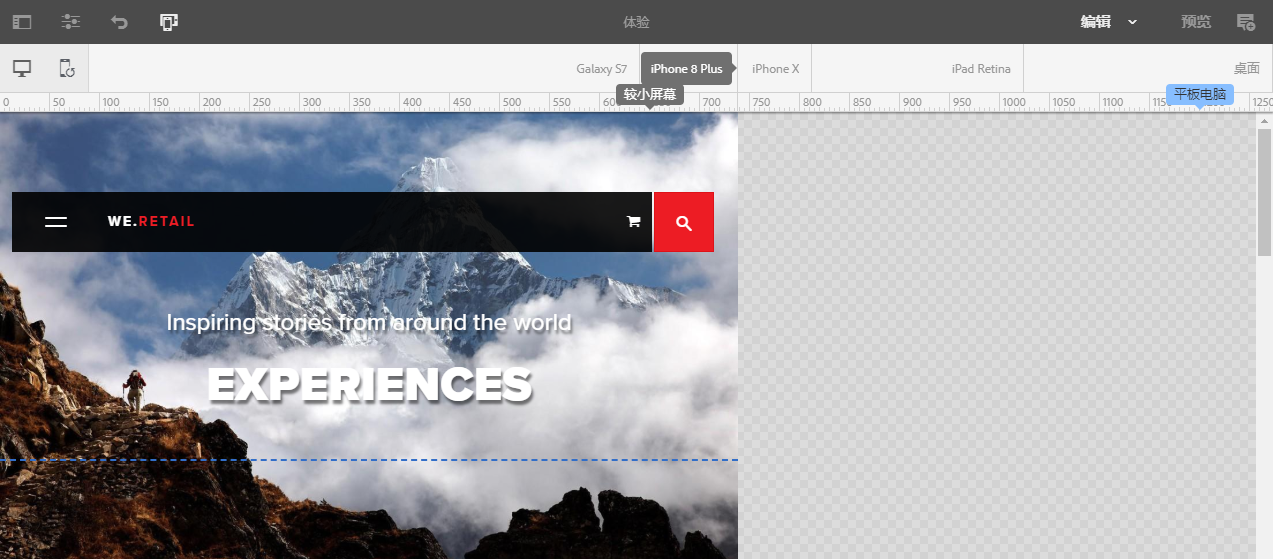 体验
编辑
预览
Galaxy S7
iPhone 8 Plus
iPhone X
iPad Retina
桌面
较小屏幕
平板电脑
0 50 100 150 200 250 300 350 400 450 500 550 600 700 750 800 850 900 950 1000 1050 1100 1150 1250
WE.RETAIL
Inspiring stories from around the world
EXPERIENCES